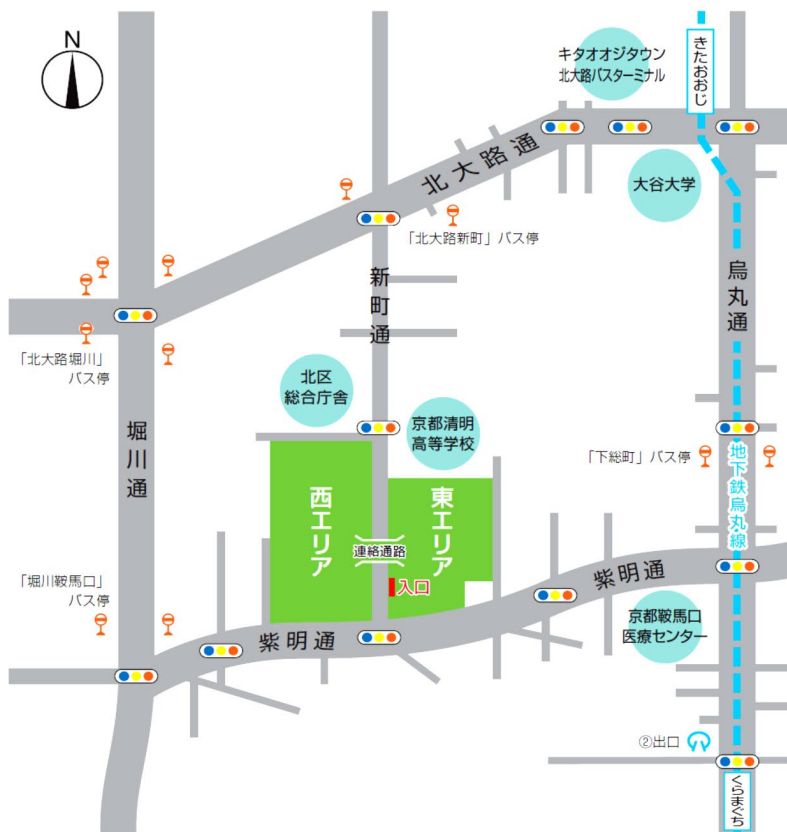 N
キタオオジタウン
北大路バスターミナル
きたおおじ
北大路通
大谷大学
「北大路新町」バス停
新町通
烏丸通
「北大路堀川」
バス停
北区
総合庁舎
京都清明
高等学校
堀川通
「下総町」バス停
地下鉄烏丸線
西エリア
東エリア
連絡通路
入口
「堀川鞍馬口」
バス停
紫明通
紫明通
京都鞍馬口
医療センター
②出口
くらまぐち